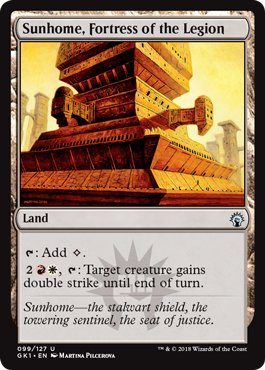 Sunhome, Fortress of the Legion
Land
: Add .
2, : Target creature gains
double strike until end of turn.
Sunhome—the stalwart shield, the
towering sentinel, the seat of justice.
099/127 U
GK1 • EN Martina Pilcerova
™ & © 2018 Wizards of the Coast